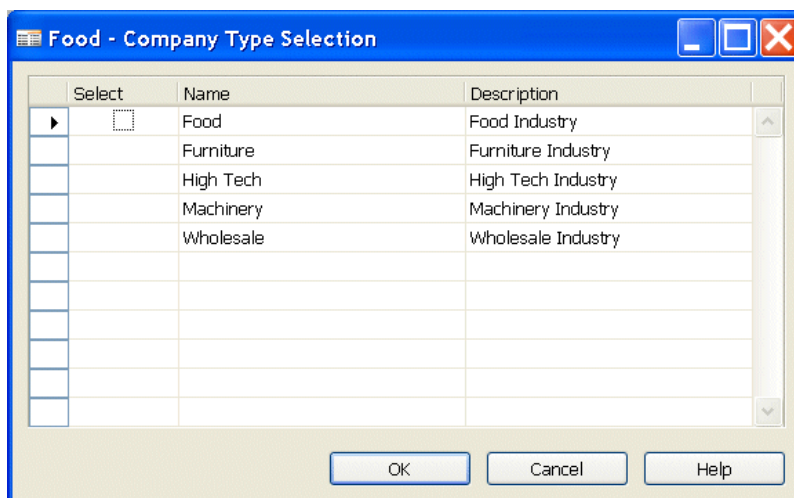 Food - Company Type Selection
Select Name Description
Food Food Industry
Furniture Furniture Industry
High Tech High Tech Industry
Machinery Machinery Industry
Wholesale Wholesale Industry
OK Cancel Help